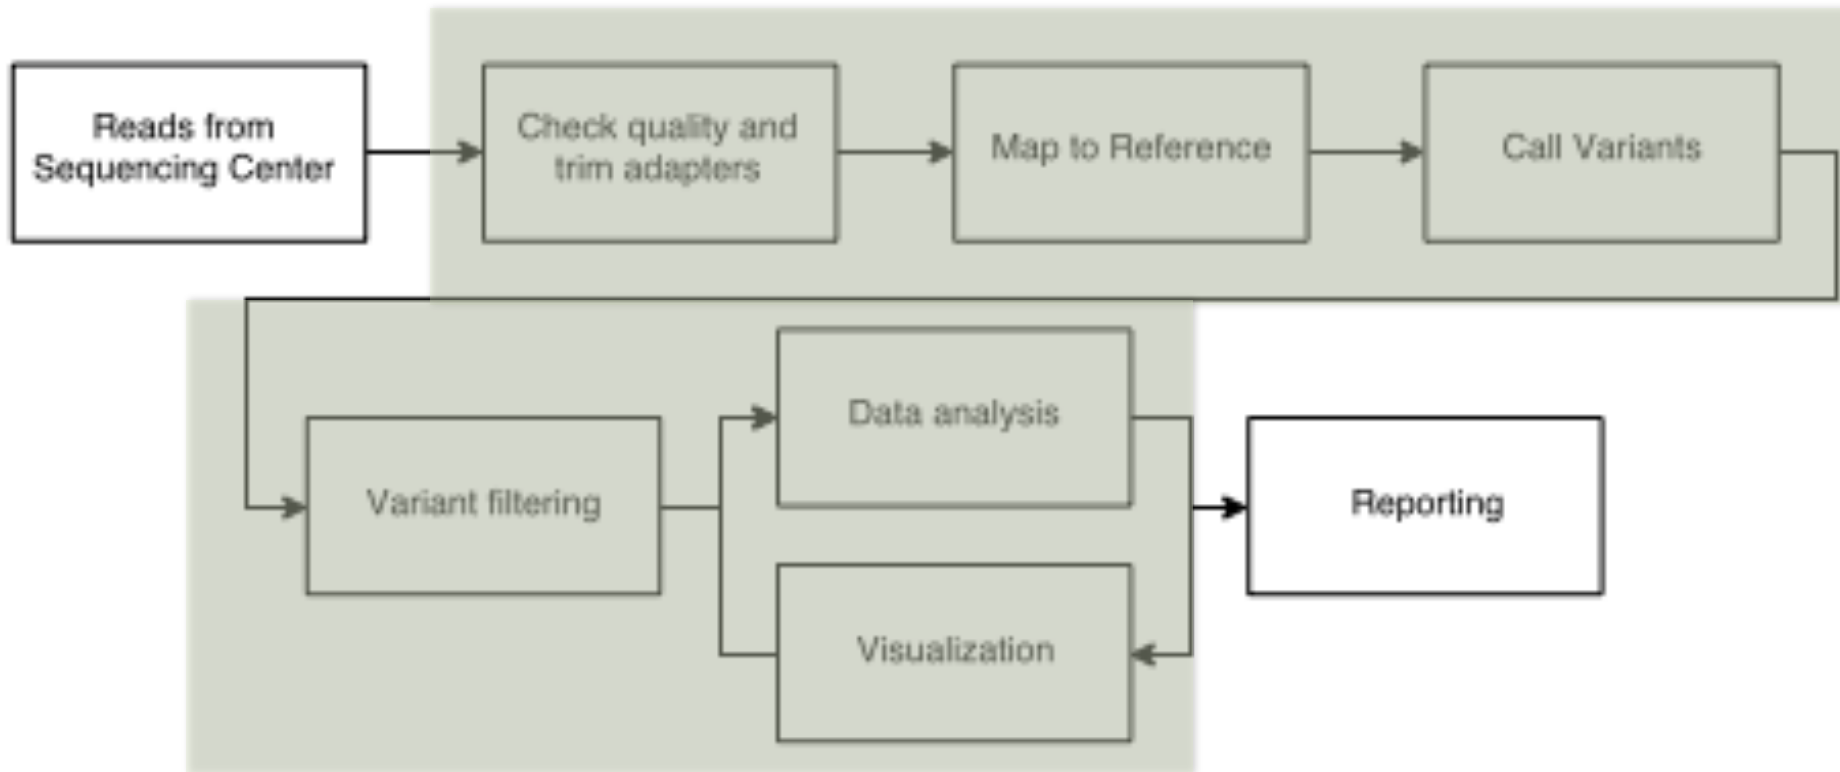 Reads from
Sequencing Center
Check quality and
trim adapters
Map to Reference
Call Variants
Variant filtering
Data analysis
Visualization
Reporting